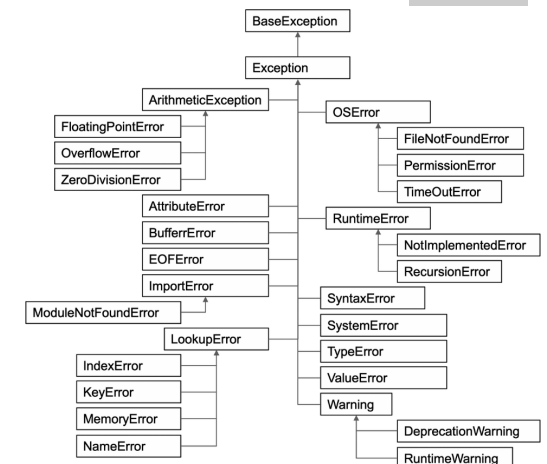 BaseException
Exception
ArithmeticException
FloatingPointError
OverflowError
ZeroDivisionError
AttributeError
BufferrError
EOFError
ImportError
ModuleNotFoundError
LookupError
IndexError
KeyError
MemoryError
NameError
OSError
FileNotFoundError
PermissionError
TimeOutError
RuntimeError
NotImplementedError
RecursionError
SyntaxError
SystemError
TypeError
ValueError
Warning
DeprecationWarning
RuntimeWarning